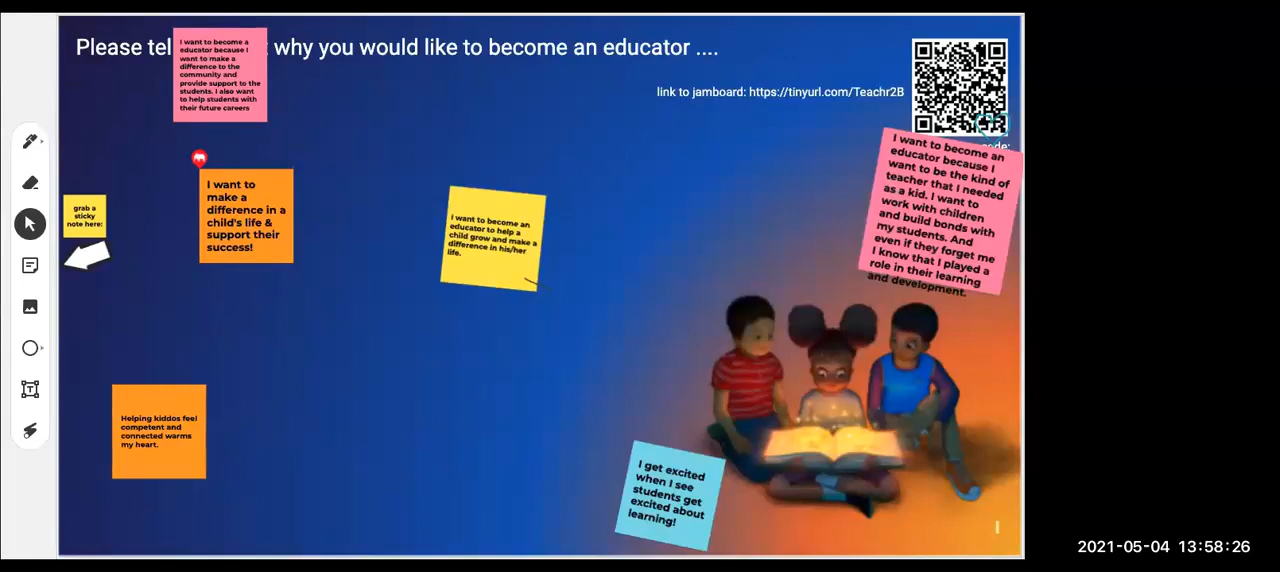 Please tel why you would like to become an educator ....
I want to become a
educator because I
want to make a
difference to the
community and
provide support to the
students. I also want
to help students with
their future careers
link to jamboard: https://tinyurl.com/Teachr2B
code:
I want to become an
educator because I
want to be the kind of
teacher that I needed
as a kid. I want to
work with children
and build bonds with
my students. And
even if they forget me
I know that I played a
role in their learning
and development.
I want to
make a
difference in a
child's life &
support their
success!
grab a
sticky
note here:
I want to become an
educator to help a
child grow and make a
difference in his/her
life.
Helping kiddos feel
competent and
connected warms
my heart.
I get excited
when I see
students get
excited about
learning!
2021-05-04 13:58:26